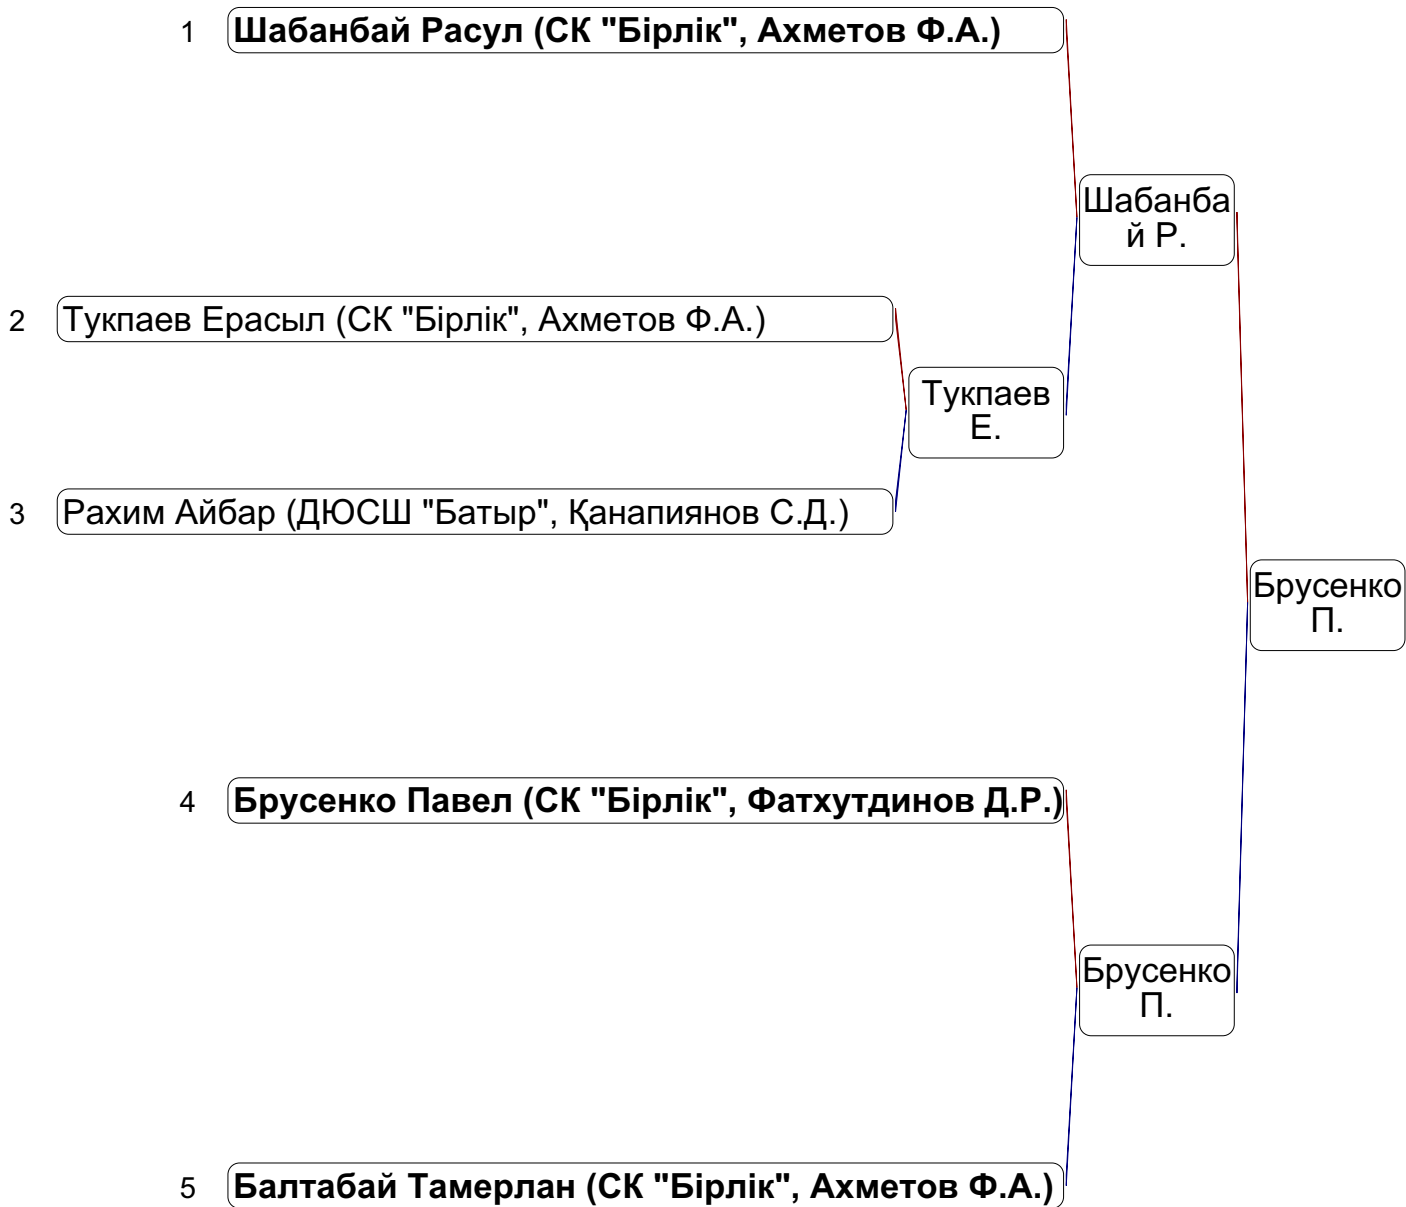 1 Шабанбай Расул (СК "Бірлік", Ахметов Ф.А.)
Шабанба
й Р.
2 Тукпаев Ерасыл (СК "Бірлік", Ахметов Ф.А.)
Тукпаев
Е.
3 Рахим Айбар (ДЮСШ "Батыр", Қанапиянов С.Д.)
Брусенко
П.
4 Брусенко Павел (СК "Бірлік", Фатхутдинов Д.Р.)
Брусенко
П.
5 Балтабай Тамерлан (СК "Бірлік", Ахметов Ф.А.)